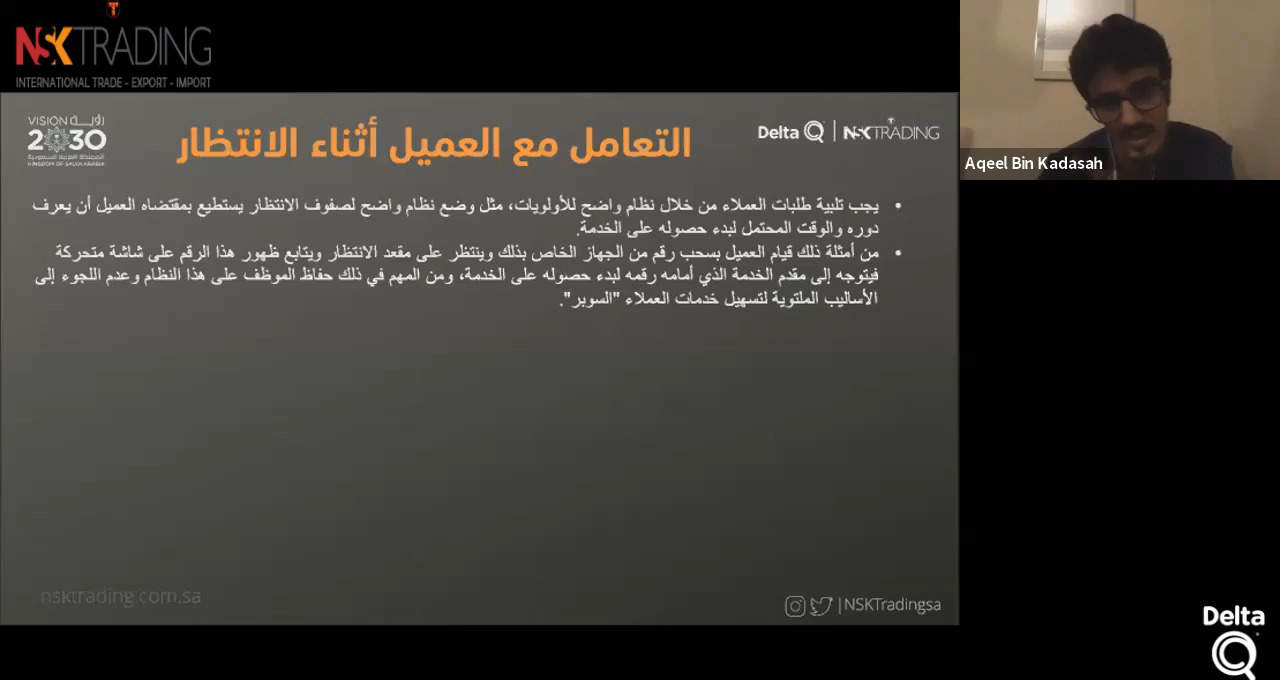 NSKTRADING
INTERNATIONAL TRADE - EXPORT - IMPORT
VISION رؤية
2030
المملكة العربية السعودية
KINGDOM OF SAUDI ARABIA
التعامل مع العميل أثناء الانتظار
Delta Q | NSKTRADING
Aqeel Bin Kadasah
• يجب تلبية طلبات العملاء من خلال نظام واضح للأولويات، مثل وضع نظام واضح لصفوف الانتظار يستطيع بمقتضاه العميل أن يعرف
دوره والوقت المحتمل لبدء حصوله على الخدمة.
• من أمثلة ذلك قيام العميل بسحب رقم من الجهاز الخاص بذلك وينتظر على مقعد الانتظار ويتابع ظهور هذا الرقم على شاشة متحركة
فيتوجه إلى مقدم الخدمة الذي أمامه رقمه لبدء حصوله على الخدمة، ومن المهم في ذلك حفاظ الموظف على هذا النظام وعدم اللجوء إلى
الأساليب الملتوية لتسهيل خدمات العملاء "السوبر".
nsktrading.com.sa
|NSKTradingsa
Delta
Q